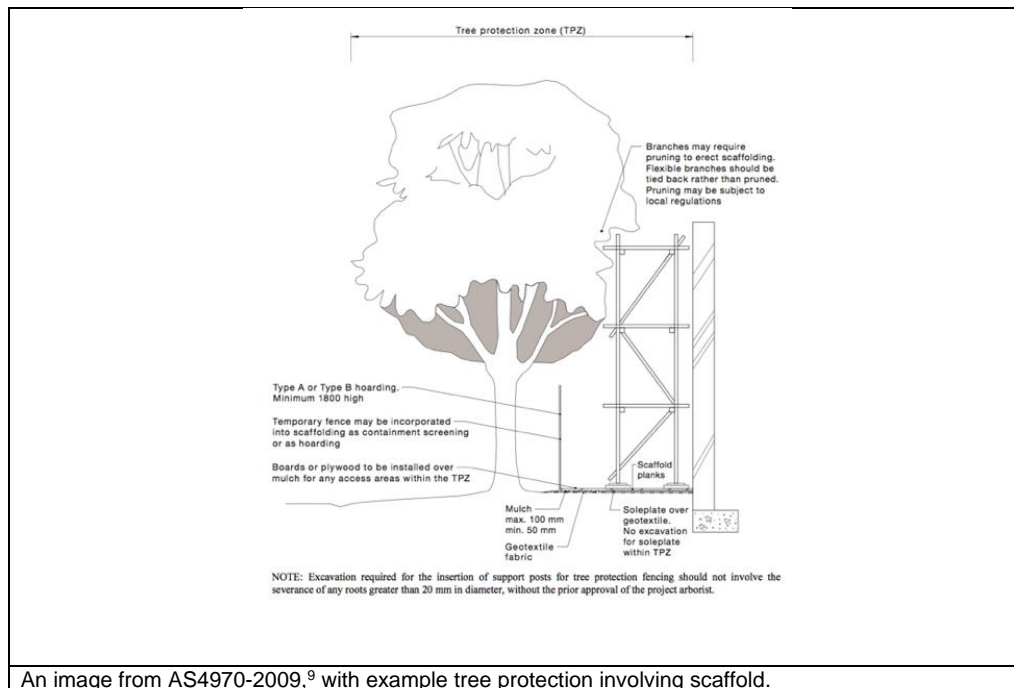 Tree protection zone (TPZ)
Branches may require
pruning to erect scaffolding.
Flexible branches should be
tied back rather than pruned.
Pruning may be subject to
local regulations
Type A or Type B hoarding.
Minimum 1800 high
Temporary fence may be incorporated
into scaffolding as containment screening
or as hoarding
Boards or plywood to be installed over
mulch for any access areas within the TPZ
Scaffold
planks
Mulch
max. 100 mm
min. 50 mm
Geotextile
fabric
Soleplate over
geotextile.
No excavation
for soleplate
within TPZ
NOTE: Excavation required for the insertion of support posts for tree protection fencing should not involve the
severance of any roots greater than 20 mm in diameter, without the prior approval of the project arborist.
An image from AS4970-2009,⁹ with example tree protection involving scaffold.